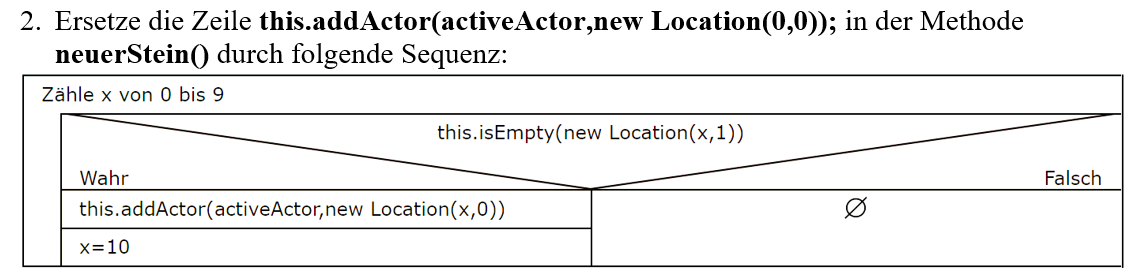 2. Ersetze die Zeile this.addActor(activeActor,new Location(0,0)); in der Methode
neuerStein() durch folgende Sequenz:
Zähle x von 0 bis 9
this.isEmpty(new Location(x,1))
Wahr
Falsch
this.addActor(activeActor,new Location(x,0))
∅
x=10